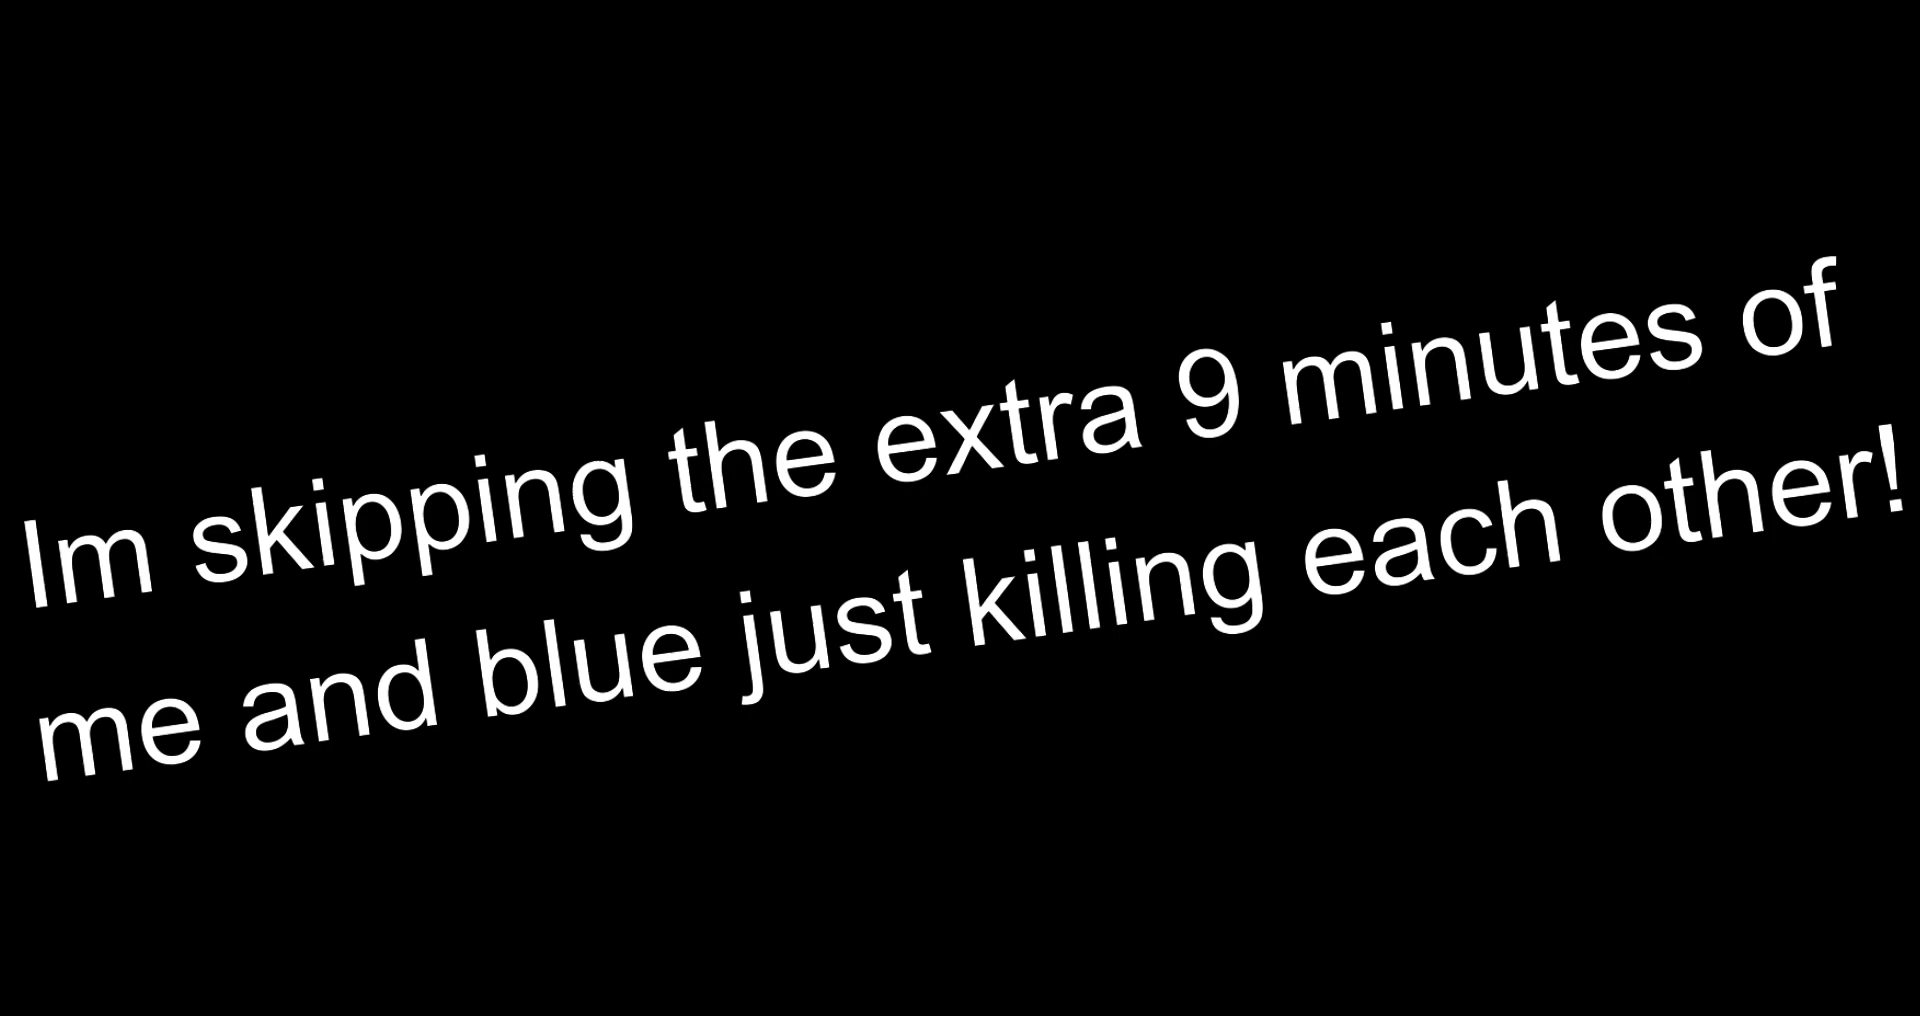 Im skipping the extra 9 minutes of
me and blue just killing each other!